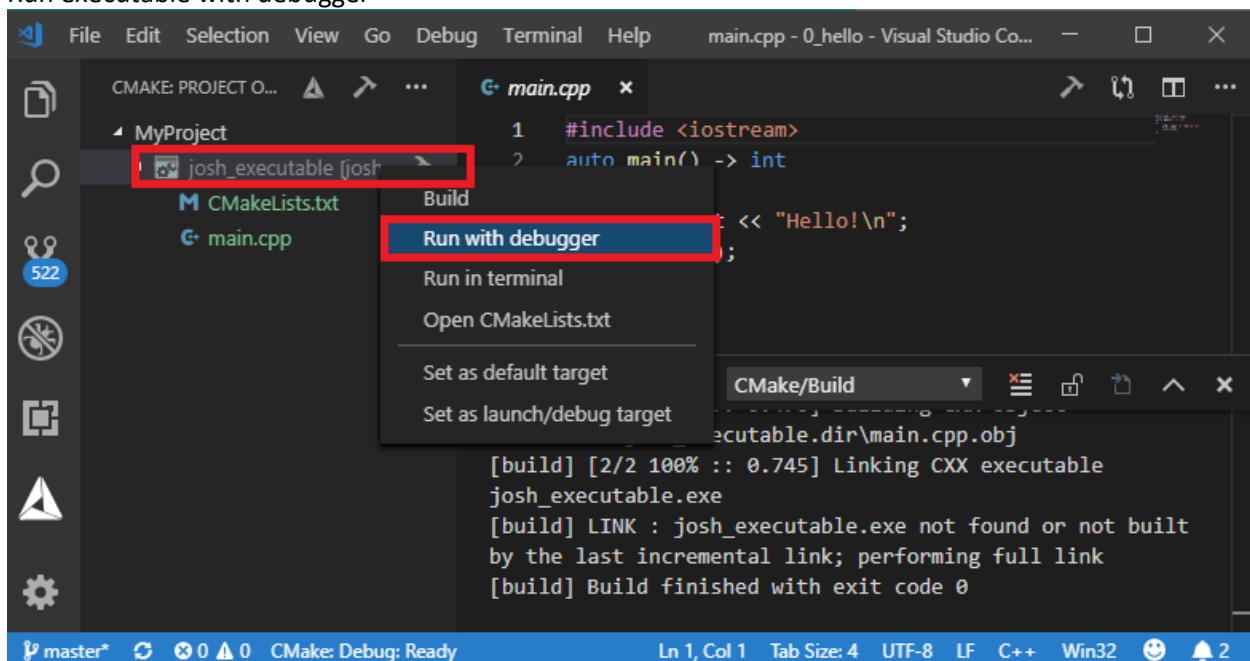 Run executable with debugger
File Edit Selection View Go Debug Terminal Help main.cpp - 0_hello - Visual Studio Co...
CMAKE: PROJECT O...
main.cpp
MyProject
josh_executable [josh
CMakeLists.txt
main.cpp
522
1 #include <iostream>
2 auto main() -> int
t << "Hello!\n";
);
Build
Run with debugger
Run in terminal
Open CMakeLists.txt
Set as default target
Set as launch/debug target
CMake/Build
ecutable.dir\main.cpp.obj
[build] [2/2 100% :: 0.745] Linking CXX executable
josh_executable.exe
[build] LINK : josh_executable.exe not found or not built
by the last incremental link; performing full link
[build] Build finished with exit code 0
master* 0 0 CMake: Debug: Ready Ln 1, Col 1 Tab Size: 4 UTF-8 LF C++ Win32 2